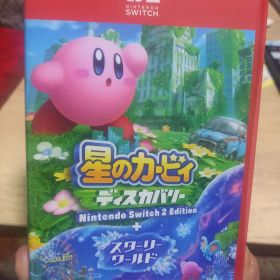 NINTENDO
SWITCH
星のカービィ
ディスカバリー
Nintendo Switch 2 Edition
+
スターリー
ワールド